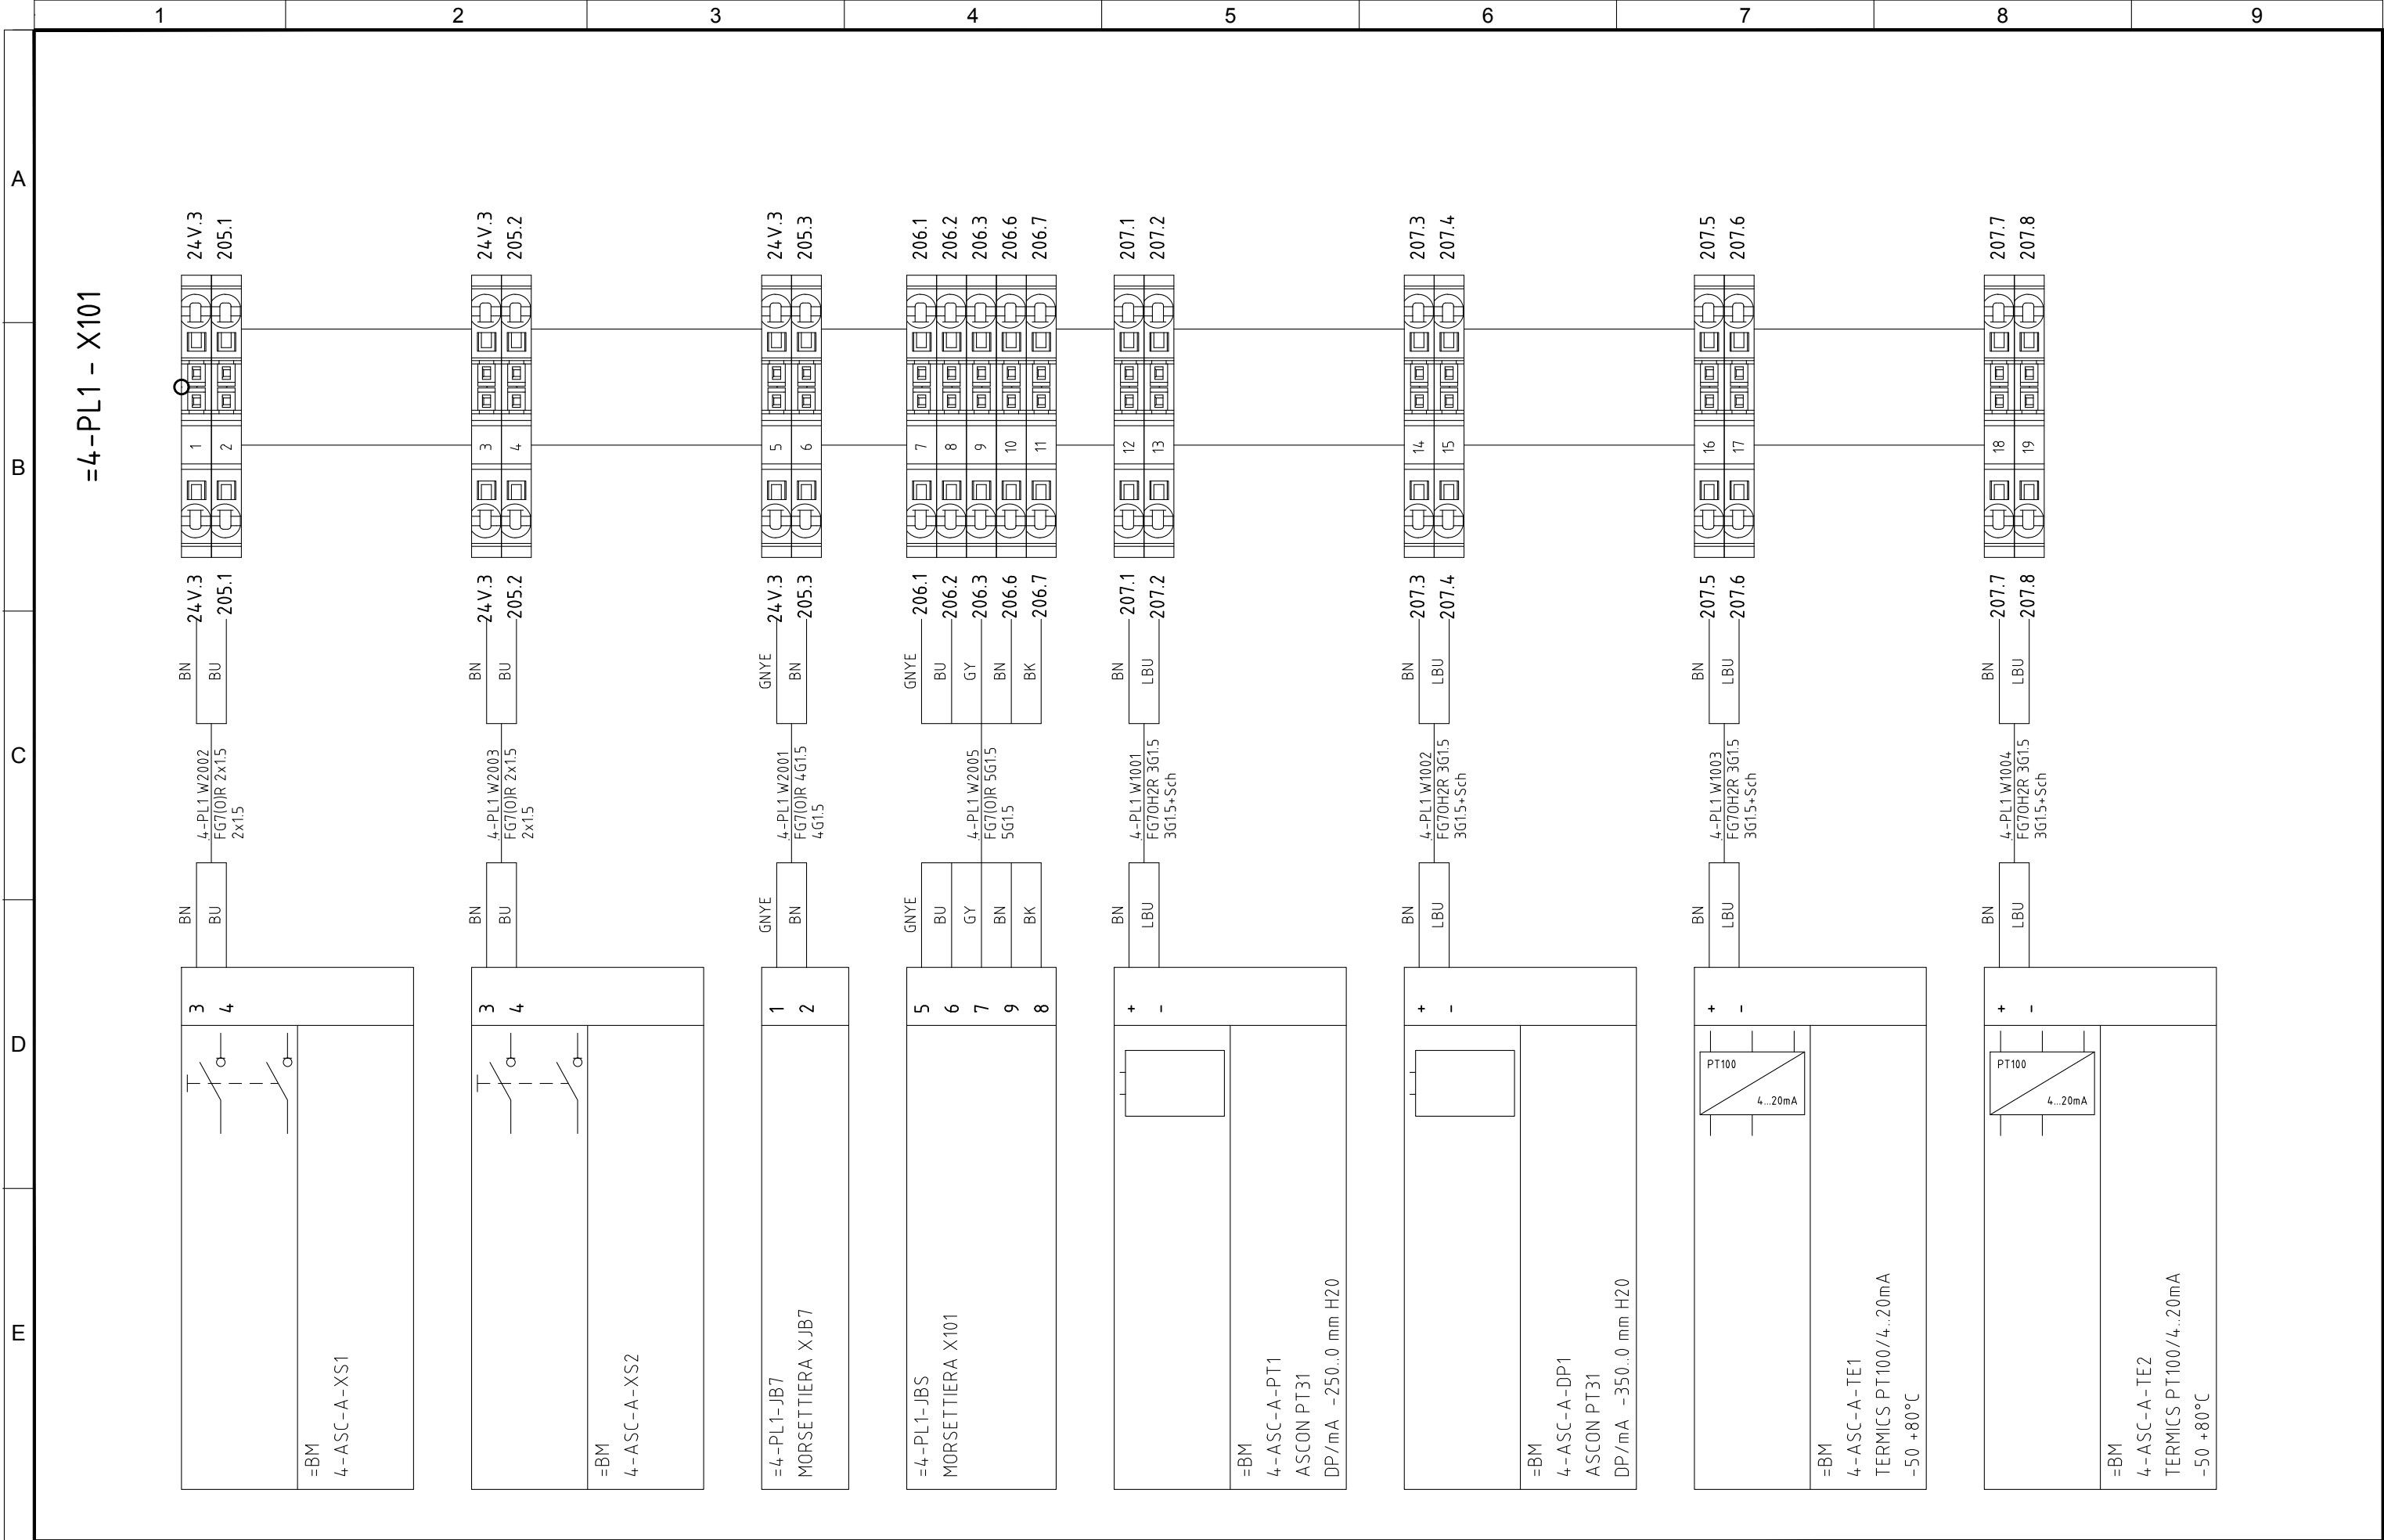 1 2 3 4 5 6 7 8 9
A
B
C
D
E
=4-PL1 - X101
24V.3
205.1
24V.3
205.2
24V.3
205.3
206.1
206.2
206.3
206.6
206.7
207.1
207.2
207.3
207.4
207.5
207.6
207.7
207.8
1
2
3
4
5
6
7
8
9
10
11
12
13
14
15
16
17
18
19
24V.3
205.1
24V.3
205.2
24V.3
205.3
206.1
206.2
206.3
206.6
206.7
207.1
207.2
207.3
207.4
207.5
207.6
207.7
207.8
BN
BU
BN
BU
GNYE
BN
GNYE
BU
GY
BN
BK
BN
LBU
BN
LBU
BN
LBU
BN
LBU
4-PL1 W2002
FG7(O)R 2x1.5
2x1.5
4-PL1 W2003
FG7(O)R 2x1.5
2x1.5
4-PL1 W2001
FG7(O)R 4G1.5
4G1.5
4-PL1 W2005
FG7(O)R 5G1.5
5G1.5
4-PL1 W1001
FG7OH2R 3G1.5
3G1.5+Sch
4-PL1 W1002
FG7OH2R 3G1.5
3G1.5+Sch
4-PL1 W1003
FG7OH2R 3G1.5
3G1.5+Sch
4-PL1 W1004
FG7OH2R 3G1.5
3G1.5+Sch
BN
BU
BN
BU
GNYE
BN
GNYE
BU
GY
BN
BK
BN
LBU
BN
LBU
BN
LBU
BN
LBU
3
4
3
4
1
2
5
6
7
9
8
+
-
+
-
+
-
+
-
PT100
4...20mA
PT100
4...20mA
=BM
4-ASC-A-XS1
=BM
4-ASC-A-XS2
=4-PL1-JB7
MORSETTIERA XJB7
=4-PL1-JBS
MORSETTIERA X101
=BM
4-ASC-A-PT1
ASCON PT31
DP/mA -250..0 mm H20
=BM
4-ASC-A-DP1
ASCON PT31
DP/mA -350..0 mm H20
=BM
4-ASC-A-TE1
TERMICS PT100/4..20mA
-50 +80°C
=BM
4-ASC-A-TE2
TERMICS PT100/4..20mA
-50 +80°C